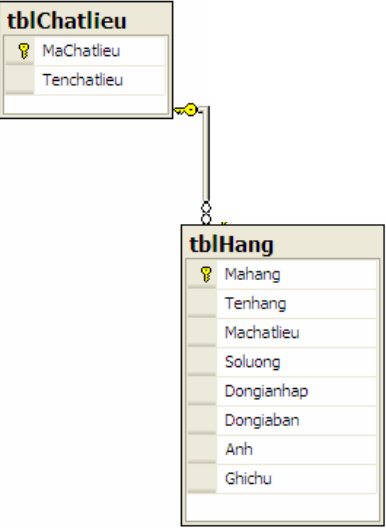 tblChatlieu
MaChatlieu
Tenchatlieu
tblHang
Mahang
Tenhang
Machatlieu
Soluong
Dongianhap
Dongiaban
Anh
Ghichu